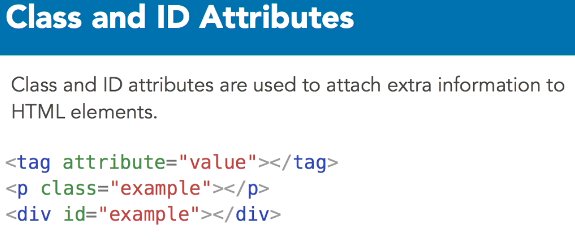 Class and ID Attributes
Class and ID attributes are used to attach extra information to
HTML elements.
<tag attribute="value"></tag>
<p class="example"></p>
<div id="example"></div>